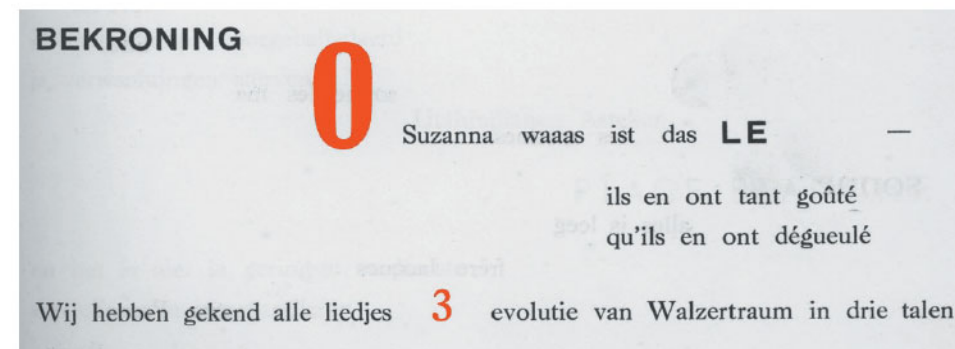 BEKRONING
0 Suzanna waaas ist das LE —
ils en ont tant goûté
qu'ils en ont dégueulé
Wij hebben gekend alle liedjes 3 evolutie van Walzertraum in drie talen